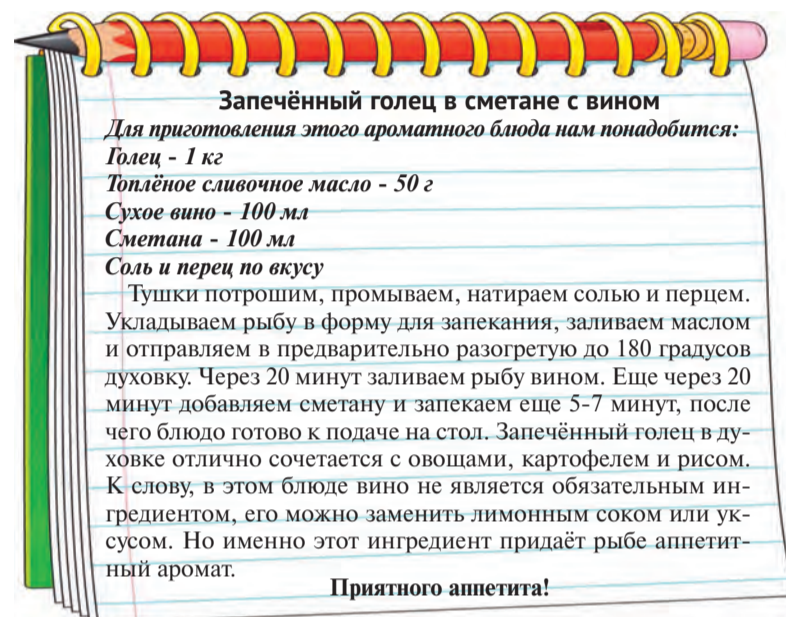 Запечённый голец в сметане с вином
Для приготовления этого ароматного блюда нам понадобится:
Голец - 1 кг
Топлёное сливочное масло - 50 г
Сухое вино - 100 мл
Сметана - 100 мл
Соль и перец по вкусу
Тушки потрошим, промываем, натираем солью и перцем.
Укладываем рыбу в форму для запекания, заливаем маслом
и отправляем в предварительно разогретую до 180 градусов
духовку. Через 20 минут заливаем рыбу вином. Еще через 20
минут добавляем сметану и запекаем еще 5-7 минут, после
чего блюдо готово к подаче на стол. Запечённый голец в ду-
ховке отлично сочетается с овощами, картофелем и рисом.
К слову, в этом блюде вино не является обязательным ин-
гредиентом, его можно заменить лимонным соком или ук-
сусом. Но именно этот ингредиент придаёт рыбе аппетит-
ный аромат.
Приятного аппетита!